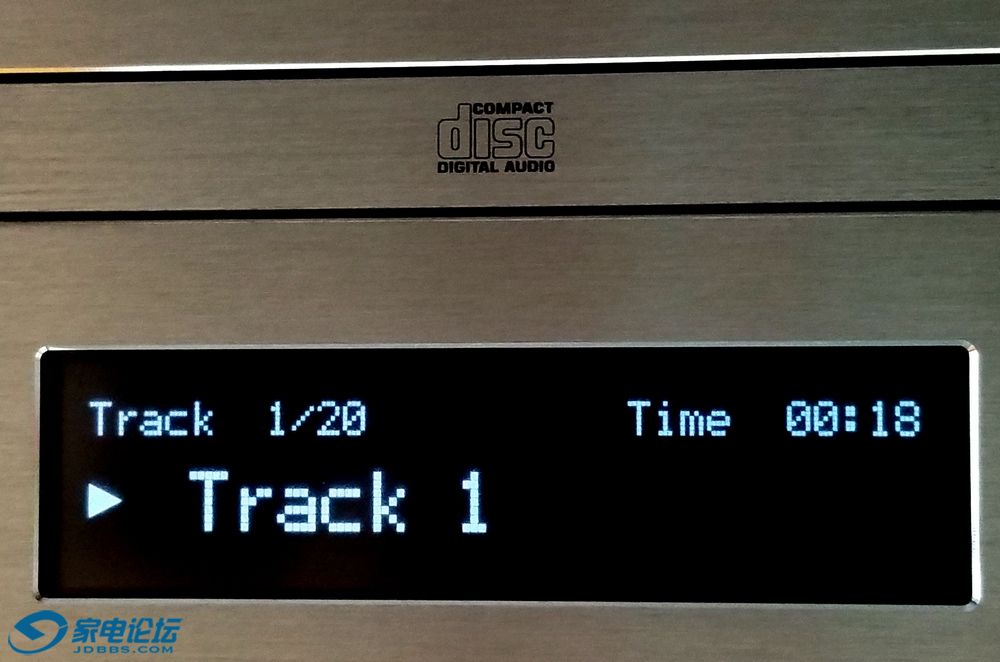 COMPACT
disc
DIGITAL AUDIO
Track 1/20 Time 00:18
▶ Track 1
家电论坛
JDBBS.COM